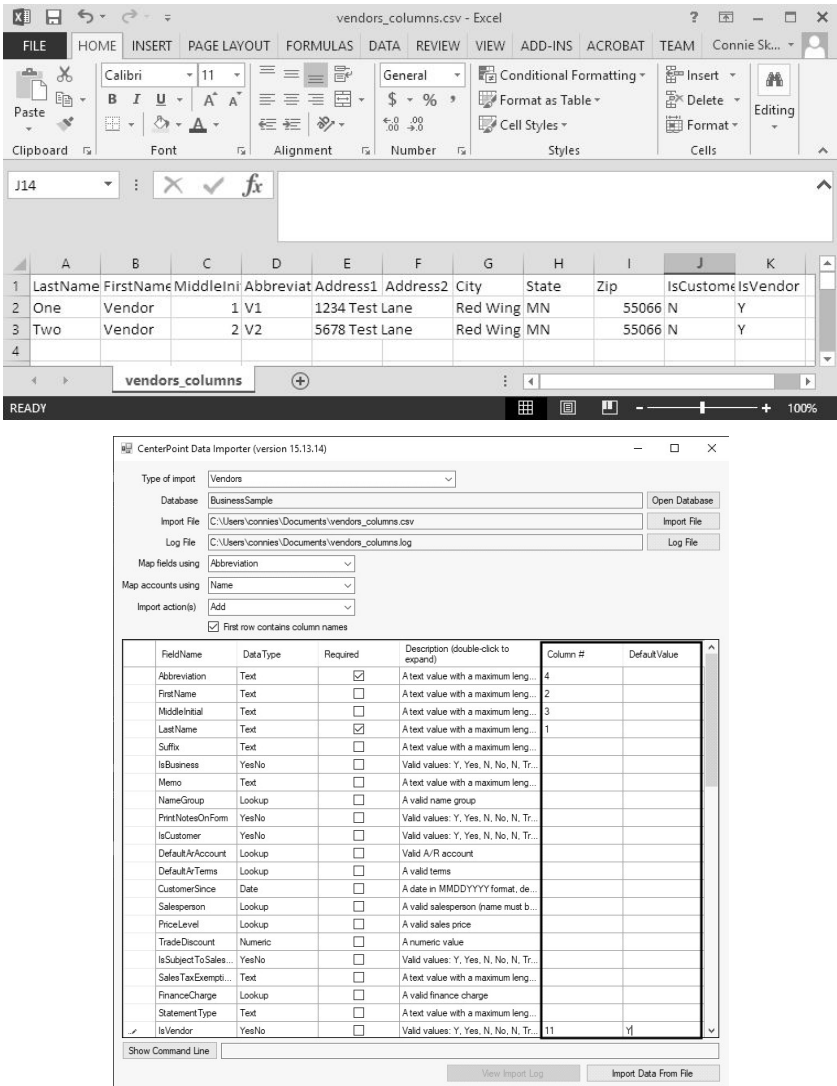 vendors_columns.csv - Excel
FILE HOME INSERT PAGE LAYOUT FORMULAS DATA REVIEW VIEW ADD-INS ACROBAT TEAM Connie Sk...
Calibri 11 General Conditional Formatting Insert
Paste B I U A A $ % , Format as Table Delete Editing
A .00 .00 Cell Styles Format
Clipboard Font Alignment Number Styles Cells
J14 fx
A B C D E F G H I J K
1 LastName FirstName MiddleIni Abbreviat Address1 Address2 City State Zip IsCustome IsVendor
2 One Vendor 1 V1 1234 Test Lane Red Wing MN 55066 N Y
3 Two Vendor 2 V2 5678 Test Lane Red Wing MN 55066 N Y
4
vendors_columns
READY 100%
CenterPoint Data Importer (version 15.13.14)
Type of import Vendors
Database BusinessSample Open Database
Import File C:\Users\connies\Documents\vendors_columns.csv Import File
Log File C:\Users\connies\Documents\vendors_columns.log Log File
Map fields using Abbreviation
Map accounts using Name
Import action(s) Add
First row contains column names
FieldName DataType Required Description (double-click to expand) Column # DefaultValue
Abbreviation Text A text value with a maximum leng... 4
FirstName Text A text value with a maximum leng... 2
MiddleInitial Text A text value with a maximum leng... 3
LastName Text A text value with a maximum leng... 1
Suffix Text A text value with a maximum leng...
IsBusiness YesNo Valid values: Y, Yes, N, No, N, Tr...
Memo Text A text value with a maximum leng...
NameGroup Lookup A valid name group
PrintNotesOnForm YesNo Valid values: Y, Yes, N, No, N, Tr...
IsCustomer YesNo Valid values: Y, Yes, N, No, N, Tr...
DefaultArAccount Lookup Valid A/R account
DefaultArTerms Lookup A valid terms
CustomerSince Date A date in MMDDYYYY format, de...
Salesperson Lookup A valid salesperson (name must b...
PriceLevel Lookup A valid sales price
TradeDiscount Numeric A numeric value
IsSubjectToSales... YesNo Valid values: Y, Yes, N, No, N, Tr...
SalesTaxExempti... Text A text value with a maximum leng...
FinanceCharge Lookup A valid finance charge
StatementType Text A text value with a maximum leng...
IsVendor YesNo Valid values: Y, Yes, N, No, N, Tr... 11 Y
Show Command Line
View Import Log Import Data From File